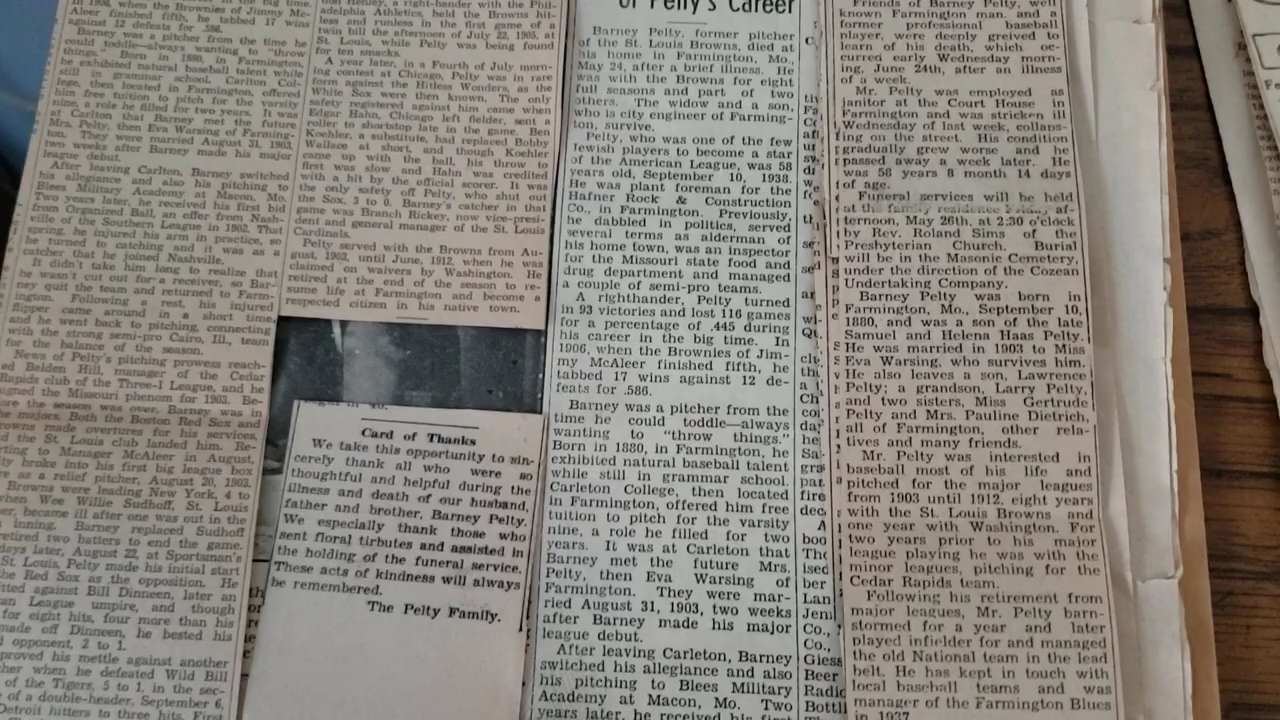 In 1906, when the Brownies of Jimmy Mc-
Aleer finished fifth, he tabbed 17 wins
against 12 defeats for .586.
Barney was a pitcher from the time he
could toddle—always wanting to "throw
things." Born in 1880, in Farmington,
he exhibited natural baseball talent while
still in grammar school. Carlton Col-
lege, then located in Farmington, offered
him free tuition to pitch for the varsity
nine, a role he filled for two years. It was
at Carlton that Barney met the future
Mrs. Pelty, then Eva Warsing of Farming-
ton. They were married August 31, 1903,
two weeks after Barney made his major
league debut.
After leaving Carlton, Barney switched
his allegiance and also his pitching to
Blees Military Academy at Macon, Mo.
Two years later, he received his first bid
from Organized Ball, an offer from Nash-
ville of the Southern League in 1902. That
spring, he injured his arm in practice, so
he turned to catching and it was as a
catcher that he joined Nashville.
It didn't take him long to realize that
he wasn't cut out for a receiver, so Bar-
ney quit the team and returned to Farm-
ington. Following a rest, his injured
flipper came around in a short time,
and he went back to pitching, connecting
with the strong semi-pro Cairo, Ill., team
for the balance of the season.
News of Pelty's pitching prowess reach-
ed Belden Hill, manager of the Cedar
Rapids club of the Three-I League, and he
signed the Missouri phenom for 1903. Be-
fore the season was over, Barney was in
the majors. Both the Boston Red Sox and
Browns made overtures for his services,
and the St. Louis club landed him. Re-
orting to Manager McAleer in August,
ty broke into his first big league box
re as a relief pitcher, August 20, 1903.
Browns were leading New York, 4 to
when Wee Willie Sudhoff, St. Louis
er, became ill after one was out in the
inning. Barney replaced Sudhoff
retired two batters to end the game.
days later, August 22, at Sportsman's
St. Louis, Pelty made his initial start
the Red Sox as the opposition. He
itted against Bill Dinneen, later an
an League umpire, and though
for eight hits, four more than his
made off Dinneen, he bested his
opponent, 2 to 1.
proved his mettle against another
her when he defeated Wild Bill
of the Tigers, 5 to 1, in the sec-
of a double-header, September 6,
Detroit hitters to three hits. First
Henley, a right-hander with the Phil-
adelphia Athletics, held the Browns hit-
less and runless in the first game of a
twin bill the afternoon of July 22, 1905, at
St. Louis, while Pelty was being found
for ten smacks.
A year later, in a Fourth of July morn-
ing contest at Chicago, Pelty was in rare
form against the Hitless Wonders, as the
White Sox were then known. The only
safety registered against him came when
Edgar Hahn, Chicago left fielder, sent a
roller to shortstop late in the game. Ben
Koehler, a substitute, had replaced Bobby
Wallace at short, and though Koehler
came up with the ball, his throw to
first was slow and Hahn was credited
with a hit by the official scorer. It was
the only safety off Pelty, who shut out
the Sox, 3 to 0. Barney's catcher in that
game was Branch Rickey, now vice-presi-
dent and general manager of the St. Louis
Cardinals.
Pelty served with the Browns from Au-
gust, 1903, until June, 1912, when he was
claimed on waivers by Washington. He
retired at the end of the season to re-
sume life at Farmington and become a
respected citizen in his native town.
Card of Thanks
We take this opportunity to sin-
cerely thank all who were so
thoughtful and helpful during the
illness and death of our husband,
father and brother, Barney Pelty.
We especially thank those who
sent floral tirbutes and assisted in
the holding of the funeral service.
These acts of kindness will always
be remembered.
The Pelty Family.
of Pelty's Career
Barney Pelty, former pitcher
of the St. Louis Browns, died at
his home in Farmington, Mo.,
May 24, after a brief illness. He
was with the Browns for eight
full seasons and part of two
others. The widow and a son,
who is city engineer of Farming-
ton, survive.
Pelty, who was one of the few
Jewish players to become a star
of the American League, was 58
years old, September 10, 1938.
He was plant foreman for the
Hafner Rock & Construction
Co., in Farmington. Previously,
he dabbled in politics, served
several terms as alderman of
his home town, was an inspector
for the Missouri state food and
drug department and managed
a couple of semi-pro teams.
A righthander, Pelty turned
in 93 victories and lost 116 games
for a percentage of .445 during
his career in the big time. In
1906, when the Brownies of Jim-
my McAleer finished fifth, he
tabbed 17 wins against 12 de-
feats for .586.
Barney was a pitcher from the
time he could toddle—always
wanting to "throw things."
Born in 1880, in Farmington, he
exhibited natural baseball talent
while still in grammar school.
Carleton College, then located
in Farmington, offered him free
tuition to pitch for the varsity
nine, a role he filled for two
years. It was at Carleton that
Barney met the future Mrs.
Pelty, then Eva Warsing of
Farmington. They were mar-
ried August 31, 1903, two weeks
after Barney made his major
league debut.
After leaving Carleton, Barney
switched his allegiance and also
his pitching to Blees Military
Academy at Macon, Mo. Two
years later, he received his first
Friends of Barney Pelty, well
known Farmington man, and a
former professional baseball
player, were deeply greived to
learn of his death, which oc-
curred early Wednesday morn-
ing, June 24th, after an illness
of a week.
Mr. Pelty was employed as
janitor at the Court House in
Farmington and was stricken ill
Wednesday of last week, collaps-
ing on the street. His condition
gradually grew worse and he
passed away a week later. He
was 58 years 8 month 14 days
of age.
Funeral services will be held
at the family residence Friday, af-
ternoon, May 26th, at 2:30 o'clock
by Rev. Roland Sims of the
Presbyterian Church. Burial
will be in the Masonic Cemetery,
under the direction of the Cozean
Undertaking Company.
Barney Pelty was born in
Farmington, Mo., September 10,
1880, and was a son of the late
Samuel and Helena Haas Pelty.
He was married in 1903 to Miss
Eva Warsing, who survives him.
He also leaves a son, Lawrence
Pelty; a grandson, Larry Pelty,
and two sisters, Miss Gertrude
Pelty and Mrs. Pauline Dietrich,
all of Farmington, other rela-
tives and many friends.
Mr. Pelty was interested in
baseball most of his life and
pitched for the major leagues
from 1903 until 1912, eight years
with the St. Louis Browns and
one year with Washington. For
two years prior to his major
league playing he was with the
minor leagues, pitching for the
Cedar Rapids team.
Following his retirement from
major leagues, Mr. Pelty barn-
stormed for a year and later
played infielder for and managed
the old National team in the lead
belt. He has kept in touch with
local baseball teams and was
manager of the Farmington Blues
in 1937.